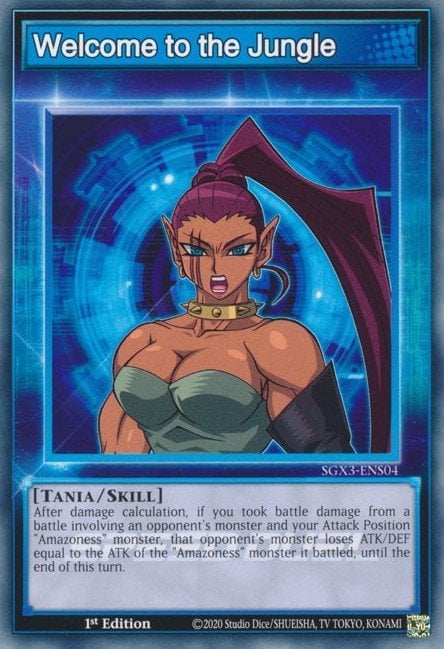 Welcome to the Jungle
SGX3-ENS04
[TANIA/SKILL]
After damage calculation, if you took battle damage from a
battle involving an opponent's monster and your Attack Position
"Amazoness" monster, that opponent's monster loses ATK/DEF
equal to the ATK of the "Amazoness" monster it battled, until the
end of this turn.
1st Edition
©2020 Studio Dice/SHUEISHA, TV TOKYO, KONAMI